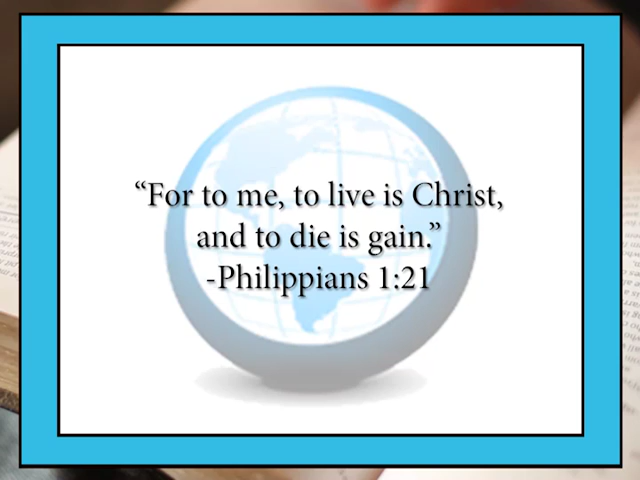 “For to me, to live is Christ,
and to die is gain.”
-Philippians 1:21